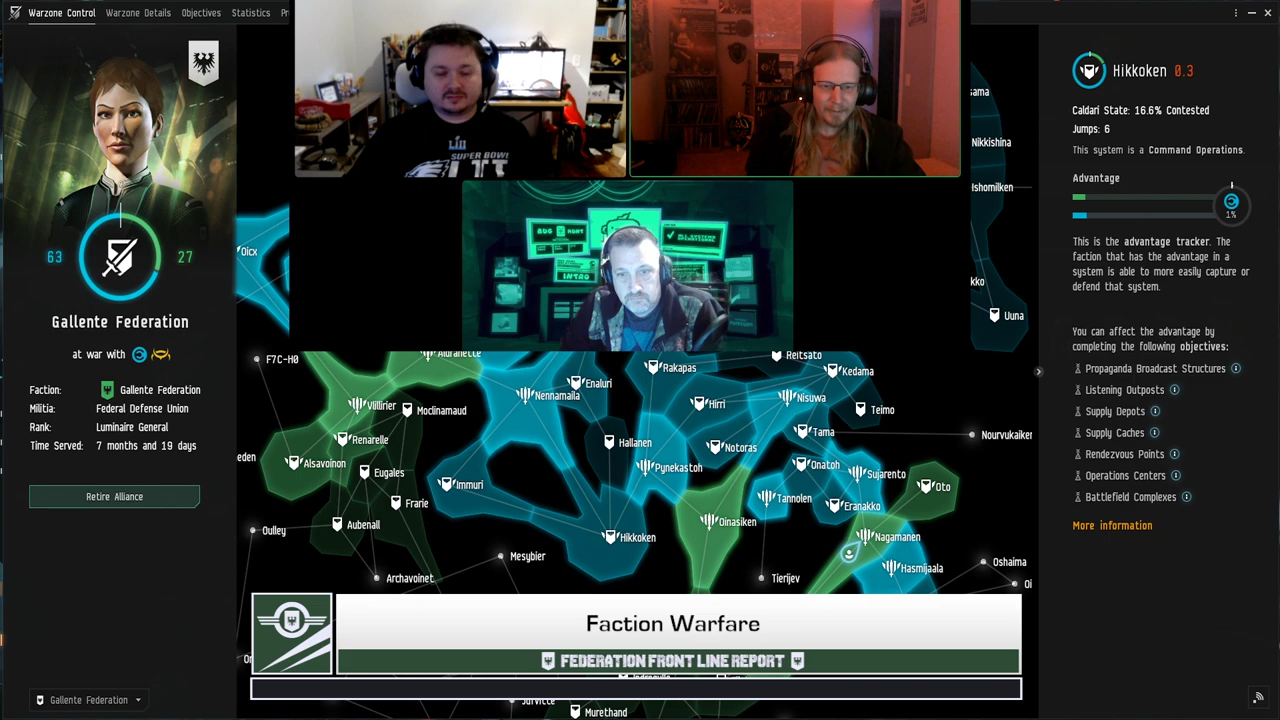 Warzone Control
Warzone Details
Objectives
Statistics
63
27
Gallente Federation
at war with
Faction:
Gallente Federation
Militia:
Federal Defense Union
Rank:
Luminaire General
Time Served:
7 months and 19 days
Retire Alliance
Gallente Federation
LII
SUPER BOWL
LII
INTRO
Oicx
F7C-H0
Vlillirier
Moclinamaud
Renarelle
Alsavoinon
Eugales
Frarie
Aubenall
Oulley
Archavoinet
Mesybier
Immuri
Nennamaila
Enaluri
Hallanen
Hikkoken
Pynekastoh
Rakapas
Hirri
Notoras
Oinasiken
Reitsato
Kedama
Nisuwa
Teimo
Tama
Nourvukaiken
Onatoh
Sujarento
Tannolen
Eranakko
Oto
Nagamanen
Hasmijaala
Tierijev
Oshaima
Nikkishina
Ishomilken
Uuna
Murethand
Faction Warfare
FEDERATION FRONT LINE REPORT
Hikkoken 0.3
Caldari State: 16.6% Contested
Jumps: 6
This system is a Command Operations.
Advantage
1%
This is the advantage tracker. The
faction that has the advantage in a
system is able to more easily capture or
defend that system.
You can affect the advantage by
completing the following objectives:
Propaganda Broadcast Structures
Listening Outposts
Supply Depots
Supply Caches
Rendezvous Points
Operations Centers
Battlefield Complexes
More information